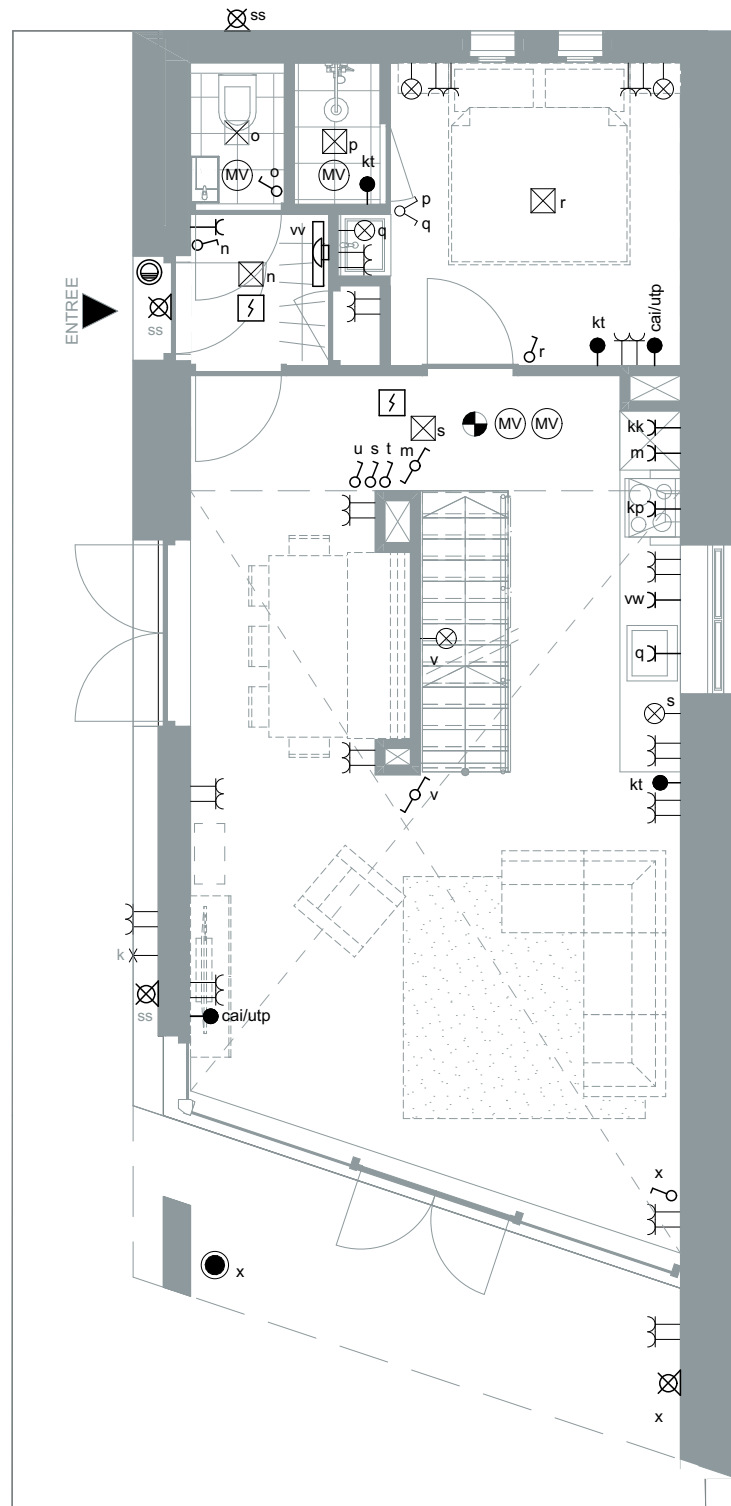 ss
o
p
MV
o
MV
kt
p
q
r
n
vv
q
n
ENTREE
ss
r
kt
cai/utp
s
MV
MV
kk
m
u s t m
kp
vw
v
q
s
kt
v
k
ss
cai/utp
x
x
x